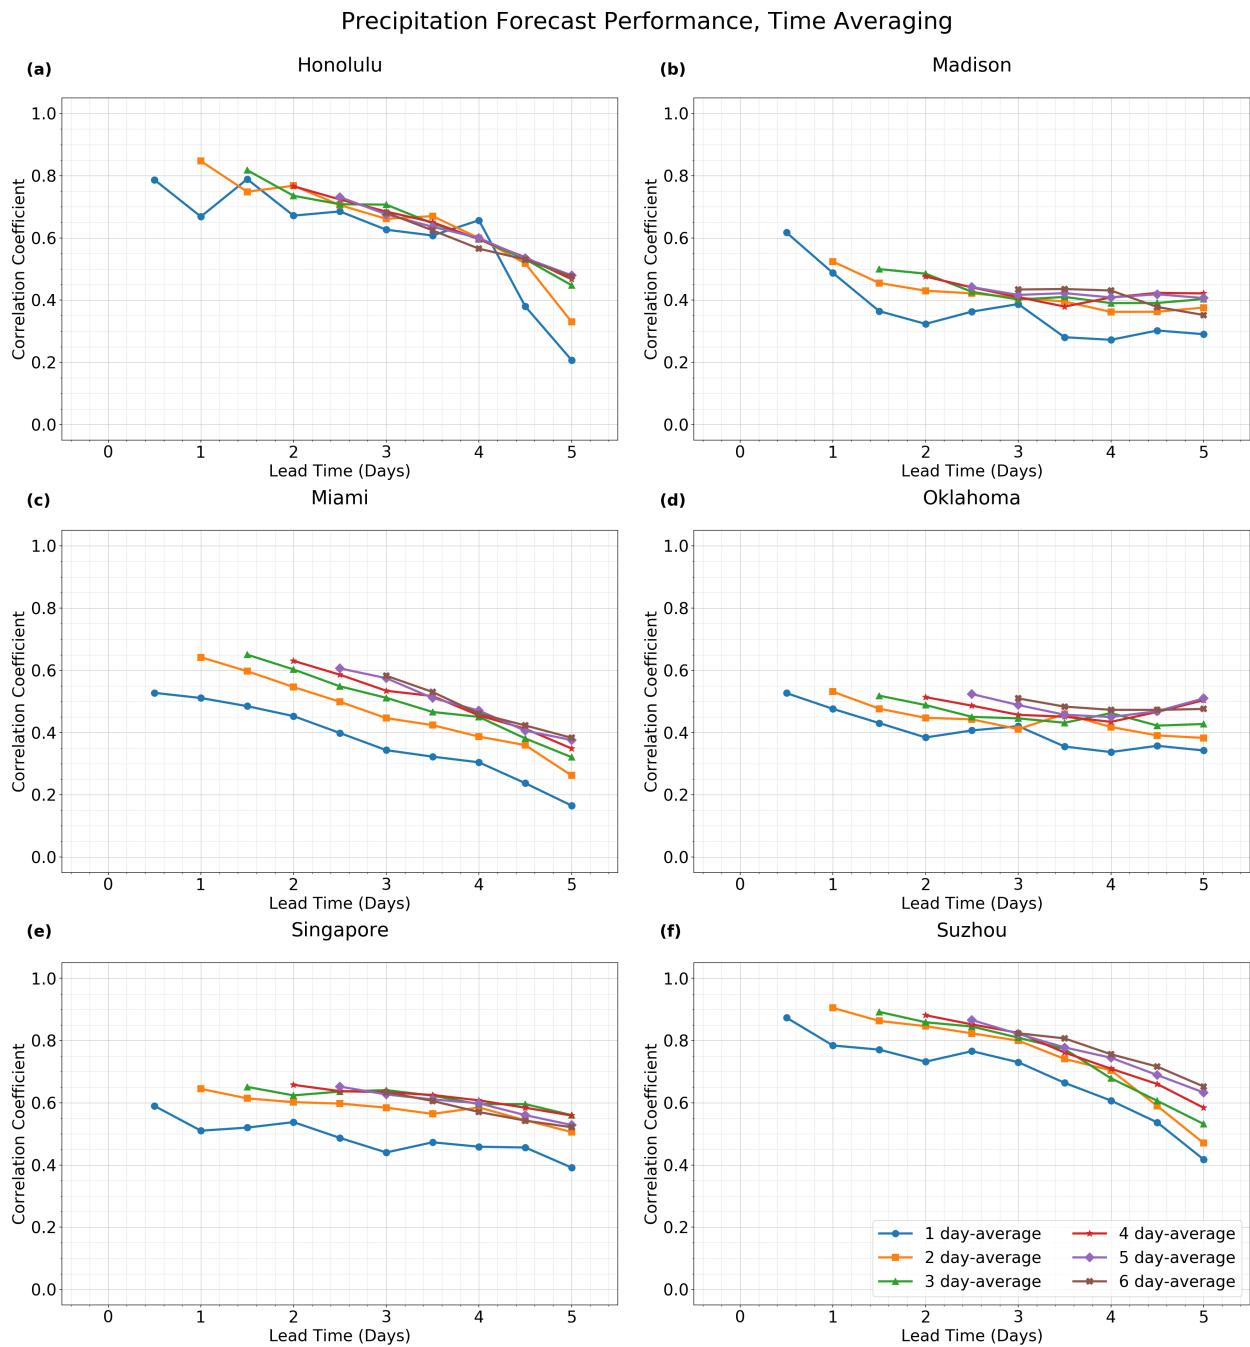 Precipitation Forecast Performance, Time Averaging
(a) Honolulu
Correlation Coefficient
1.0
0.8
0.6
0.4
0.2
0.0
0 1 2 3 4 5
Lead Time (Days)
(b) Madison
Correlation Coefficient
1.0
0.8
0.6
0.4
0.2
0.0
0 1 2 3 4 5
Lead Time (Days)
(c) Miami
Correlation Coefficient
1.0
0.8
0.6
0.4
0.2
0.0
0 1 2 3 4 5
Lead Time (Days)
(d) Oklahoma
Correlation Coefficient
1.0
0.8
0.6
0.4
0.2
0.0
0 1 2 3 4 5
Lead Time (Days)
(e) Singapore
Correlation Coefficient
1.0
0.8
0.6
0.4
0.2
0.0
0 1 2 3 4 5
Lead Time (Days)
(f) Suzhou
Correlation Coefficient
1.0
0.8
0.6
0.4
0.2
0.0
1 day-average
2 day-average
3 day-average
4 day-average
5 day-average
6 day-average
0 1 2 3 4 5
Lead Time (Days)